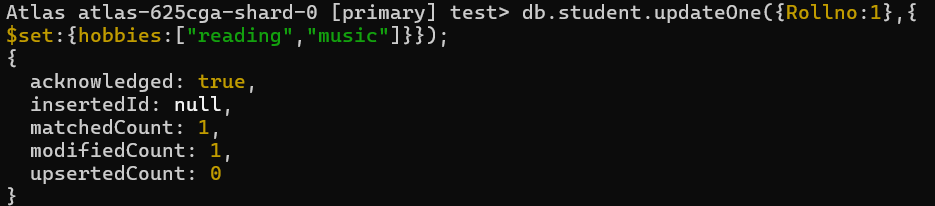 Atlas atlas-625cga-shard-0 [primary] test> db.student.updateOne({Rollno:1},{
$set:{hobbies:["reading","music"]}});
{
  acknowledged: true,
  insertedId: null,
  matchedCount: 1,
  modifiedCount: 1,
  upsertedCount: 0
}